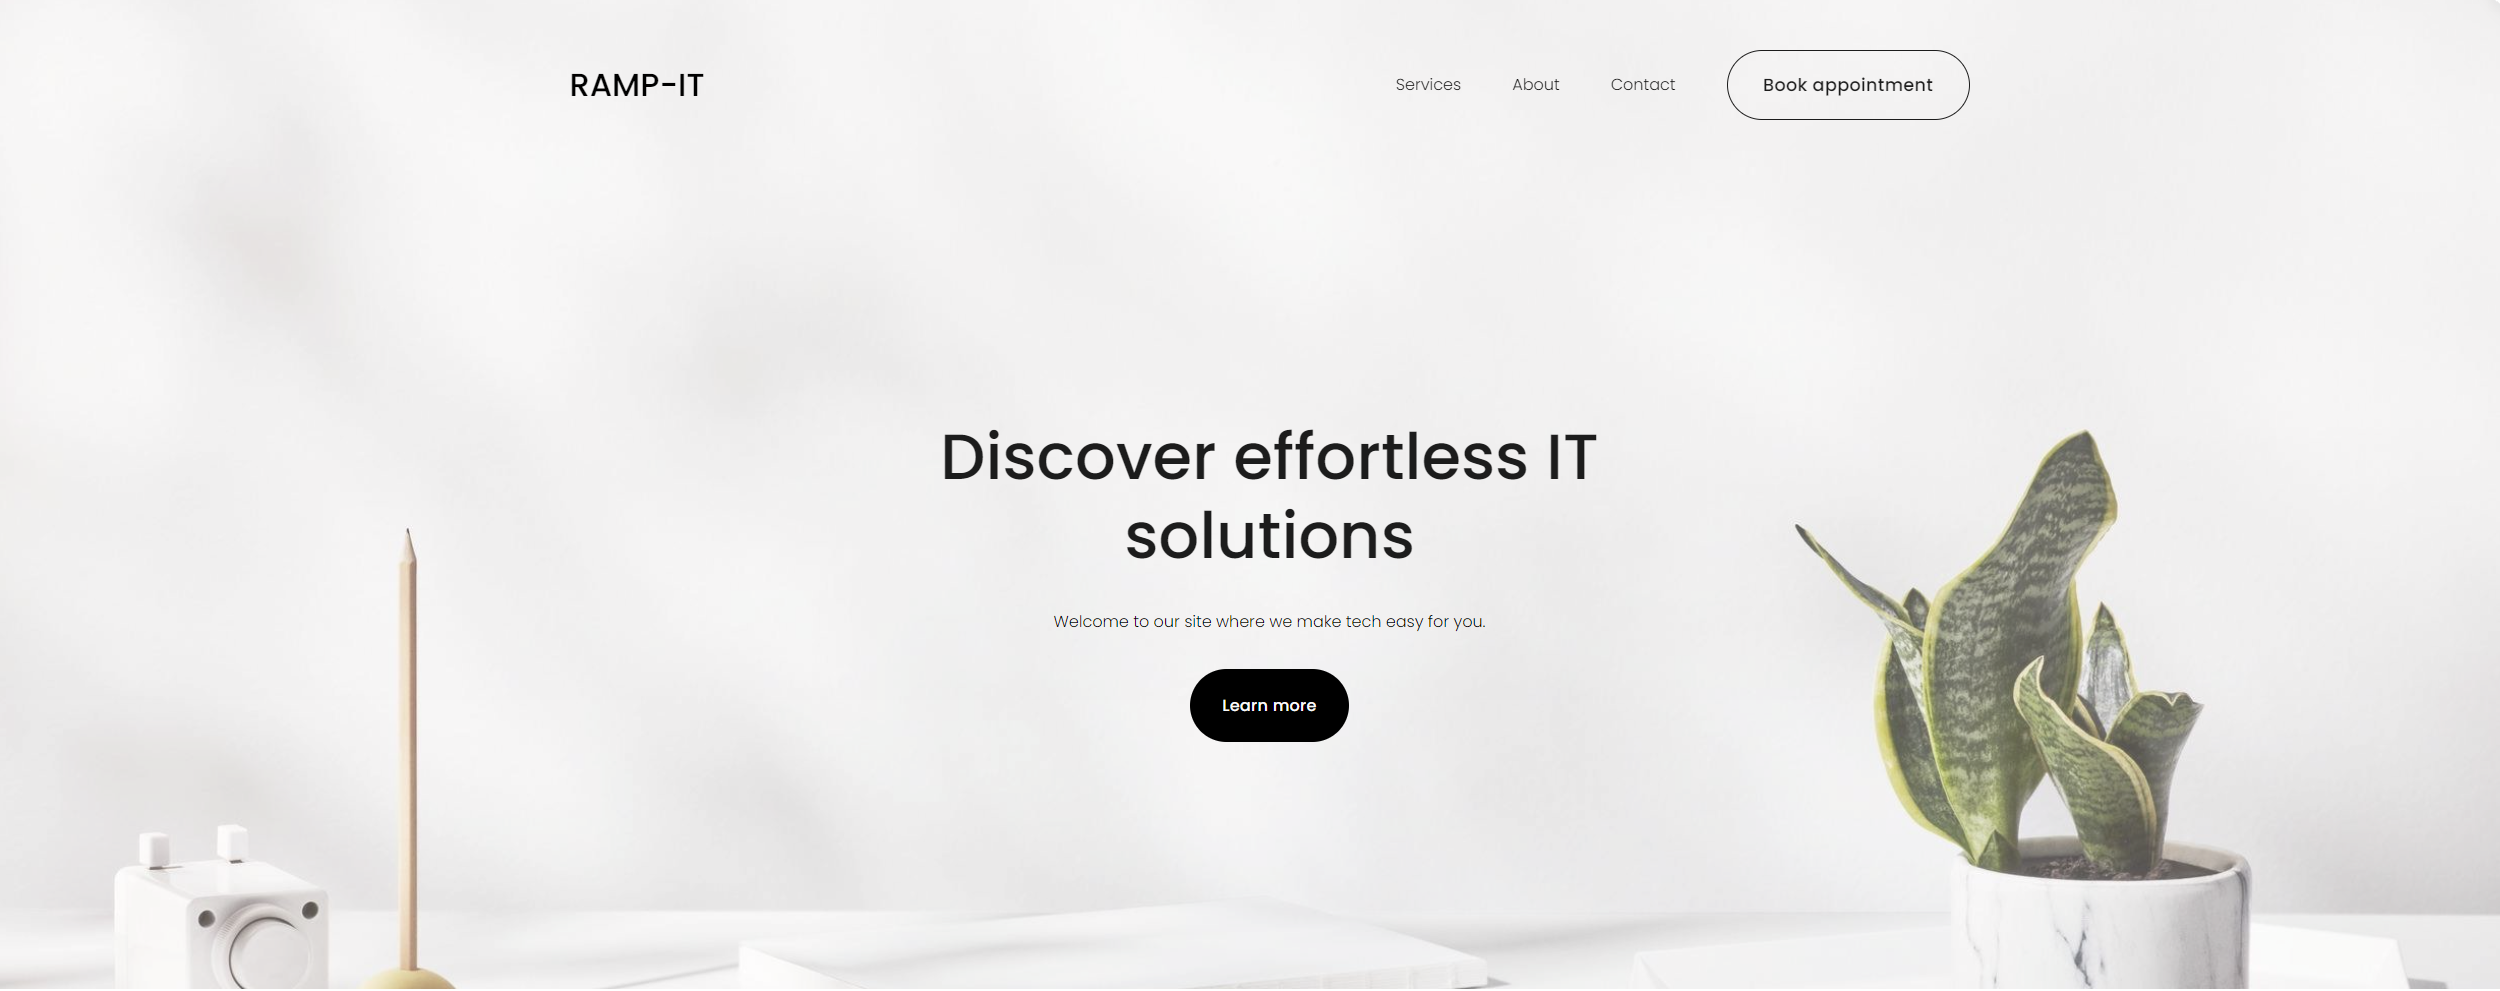 RAMP-IT
Services
About
Contact
Book appointment
Discover effortless IT
solutions
Welcome to our site where we make tech easy for you.
Learn more